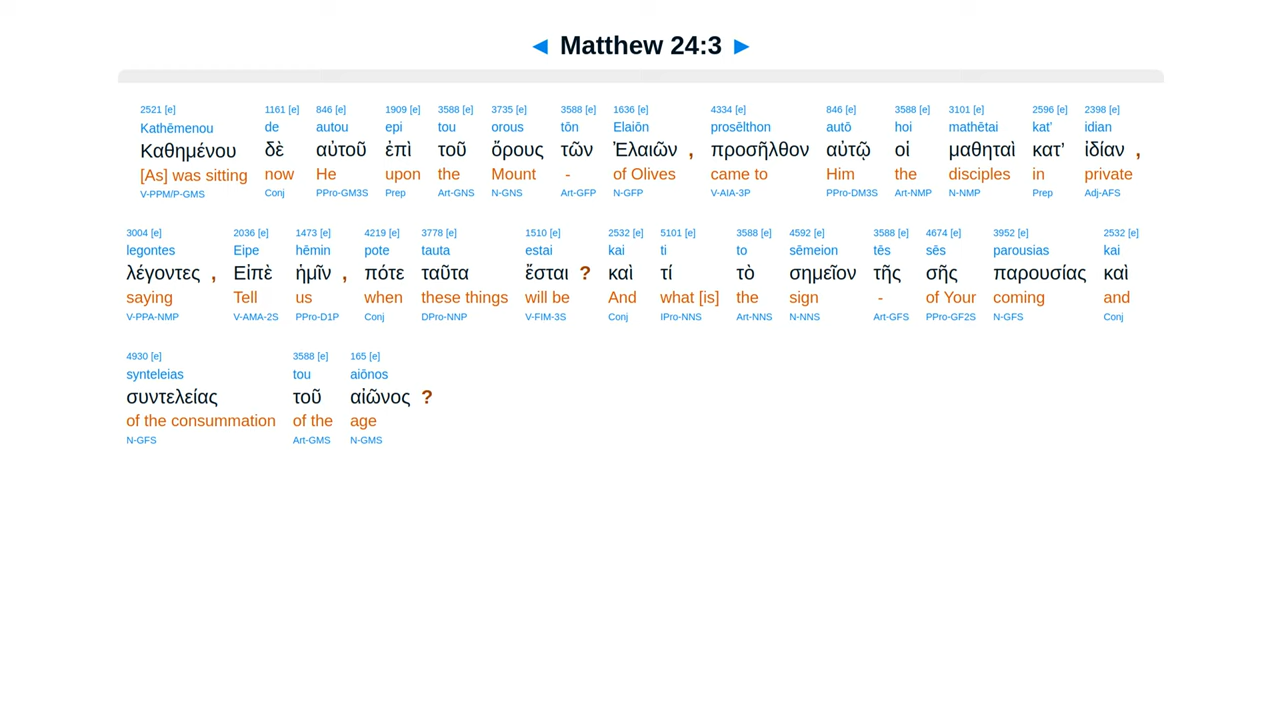 ◄ Matthew 24:3 ►
2521 [e] 1161 [e] 846 [e] 1909 [e] 3588 [e] 3735 [e] 3588 [e] 1636 [e] 4334 [e] 846 [e] 3588 [e] 3101 [e] 2596 [e] 2398 [e]
Kathēmenou de autou epi tou orous tōn Elaiōn prosēlthon autō hoi mathētai kat’ idian
Καθημένου δὲ αὐτοῦ ἐπὶ τοῦ ὄρους τῶν Ἐλαιῶν , προσῆλθον αὐτῷ οἱ μαθηταὶ κατ’ ἰδίαν ,
[As] was sitting now He upon the Mount - of Olives came to Him the disciples in private
V-PPM/P-GMS Conj PPro-GM3S Prep Art-GNS N-GNS Art-GFP N-GFP V-AIA-3P PPro-DM3S Art-NMP N-NMP Prep Adj-AFS
3004 [e] 2036 [e] 1473 [e] 4219 [e] 3778 [e] 1510 [e] 2532 [e] 5101 [e] 3588 [e] 4592 [e] 3588 [e] 4674 [e] 3952 [e] 2532 [e]
legontes Eipe hēmin pote tauta estai kai ti to sēmeion tēs sēs parousias kai
λέγοντες , Εἰπὲ ἡμῖν , πότε ταῦτα ἔσται ? καὶ τί τὸ σημεῖον τῆς σῆς παρουσίας καὶ
saying Tell us when these things will be And what [is] the sign - of Your coming and
V-PPA-NMP V-AMA-2S PPro-D1P Conj DPro-NNP V-FIM-3S Conj IPro-NNS Art-NNS N-NNS Art-GFS PPro-GF2S N-GFS Conj
4930 [e] 3588 [e] 165 [e]
synteleias tou aiōnos
συντελείας τοῦ αἰῶνος ?
of the consummation of the age
N-GFS Art-GMS N-GMS